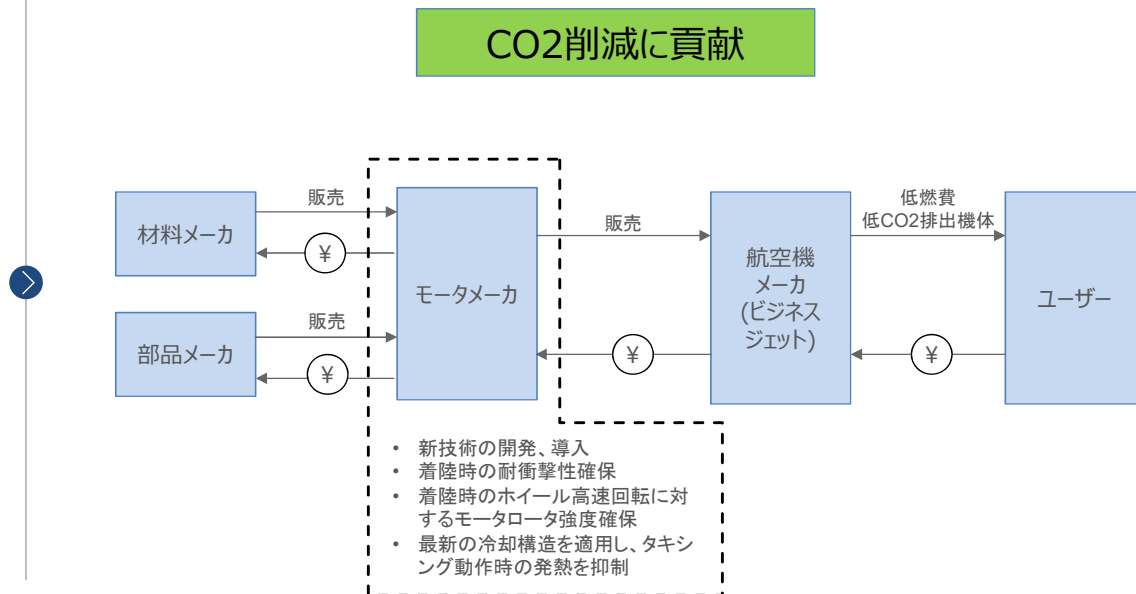 CO2削減に貢献
材料メーカ
販売
¥
部品メーカ
販売
¥
モータメーカ
販売
¥
航空機
メーカ
(ビジネス
ジェット)
低燃費
低CO2排出機体
¥
ユーザー
• 新技術の開発、導入
• 着陸時の耐衝撃性確保
• 着陸時のホイール高速回転に対
するモータロータ強度確保
• 最新の冷却構造を適用し、タキシ
ング動作時の発熱を抑制